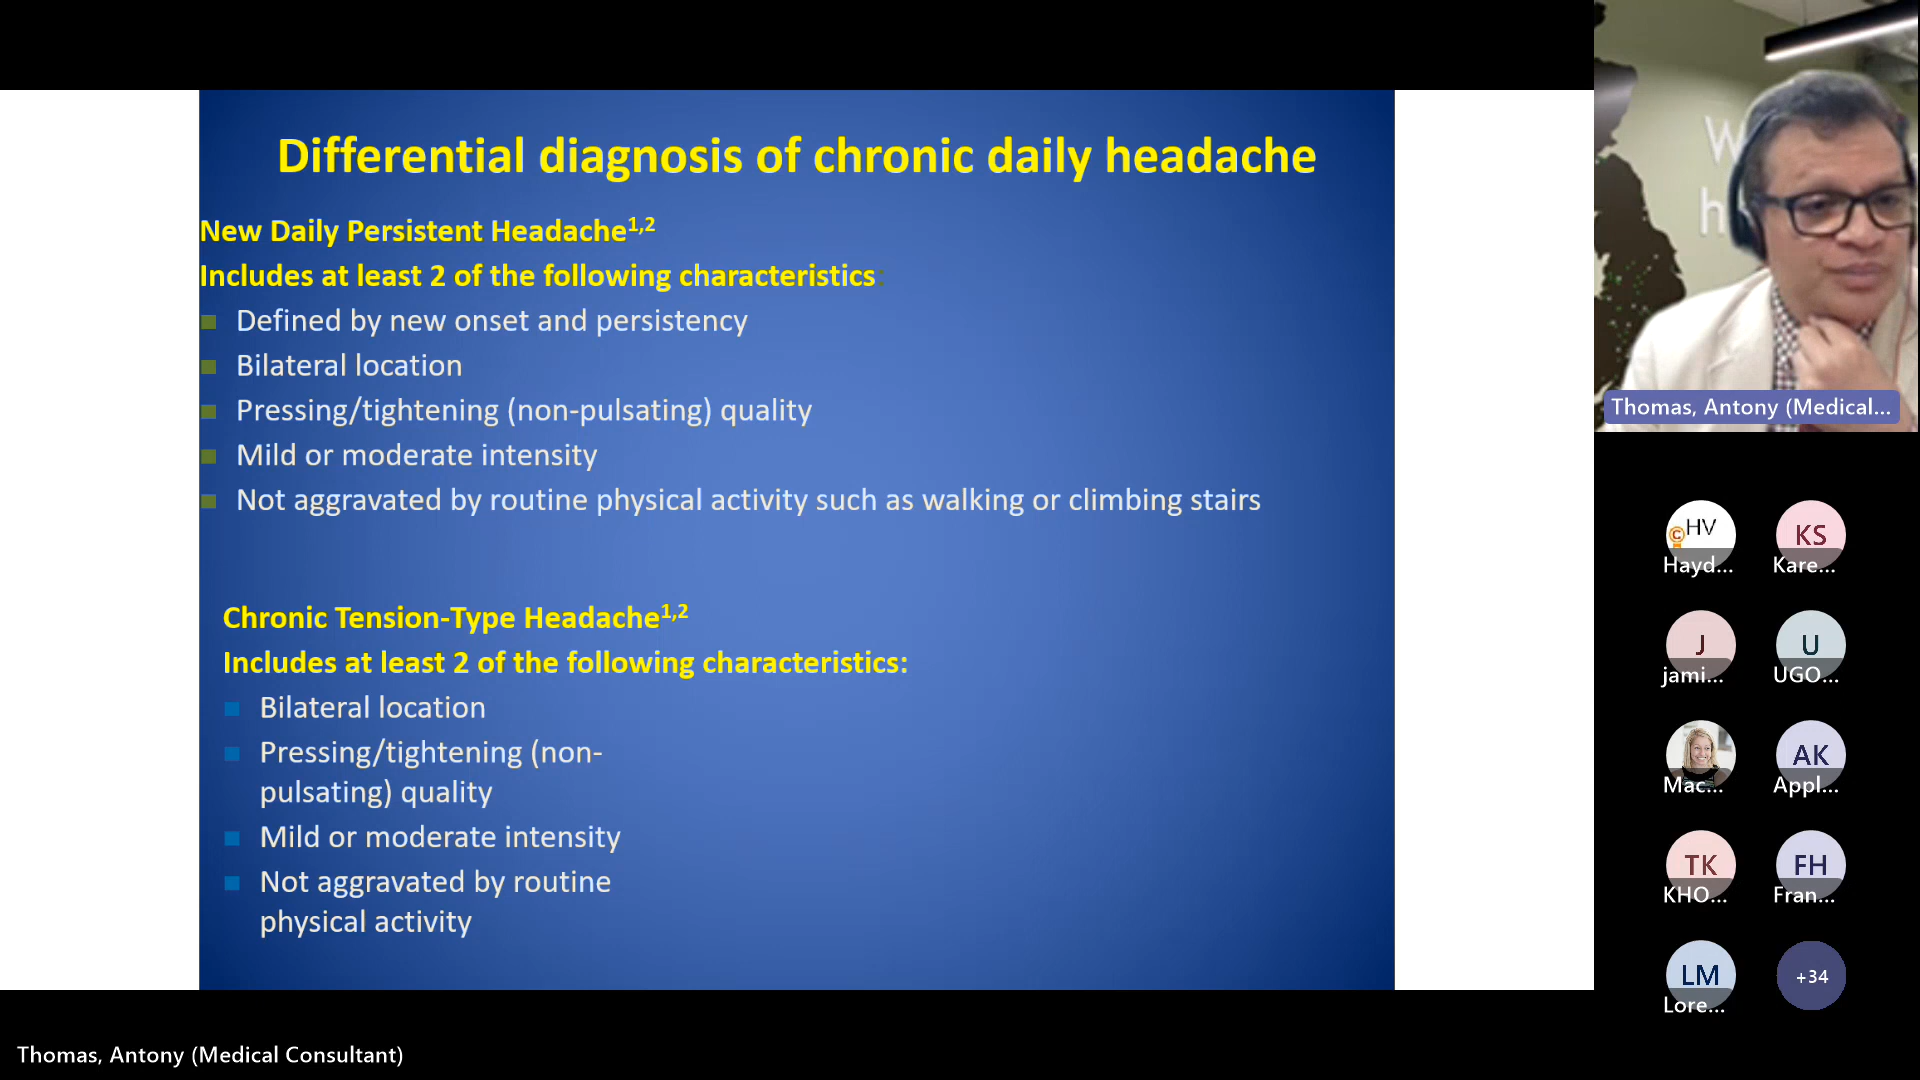 Differential diagnosis of chronic daily headache
New Daily Persistent Headache1,2
Includes at least 2 of the following characteristics:
Defined by new onset and persistency
Bilateral location
Pressing/tightening (non-pulsating) quality
Mild or moderate intensity
Not aggravated by routine physical activity such as walking or climbing stairs
Chronic Tension-Type Headache1,2
Includes at least 2 of the following characteristics:
Bilateral location
Pressing/tightening (non-
pulsating) quality
Mild or moderate intensity
Not aggravated by routine
physical activity
W
h
Thomas, Antony (Medical...
HV
C
Hayd...
KS
Kare...
J
jami...
U
UGO...
Mac...
AK
Appl...
TK
KHO...
FH
Fran...
LM
Lore...
+34
Thomas, Antony (Medical Consultant)